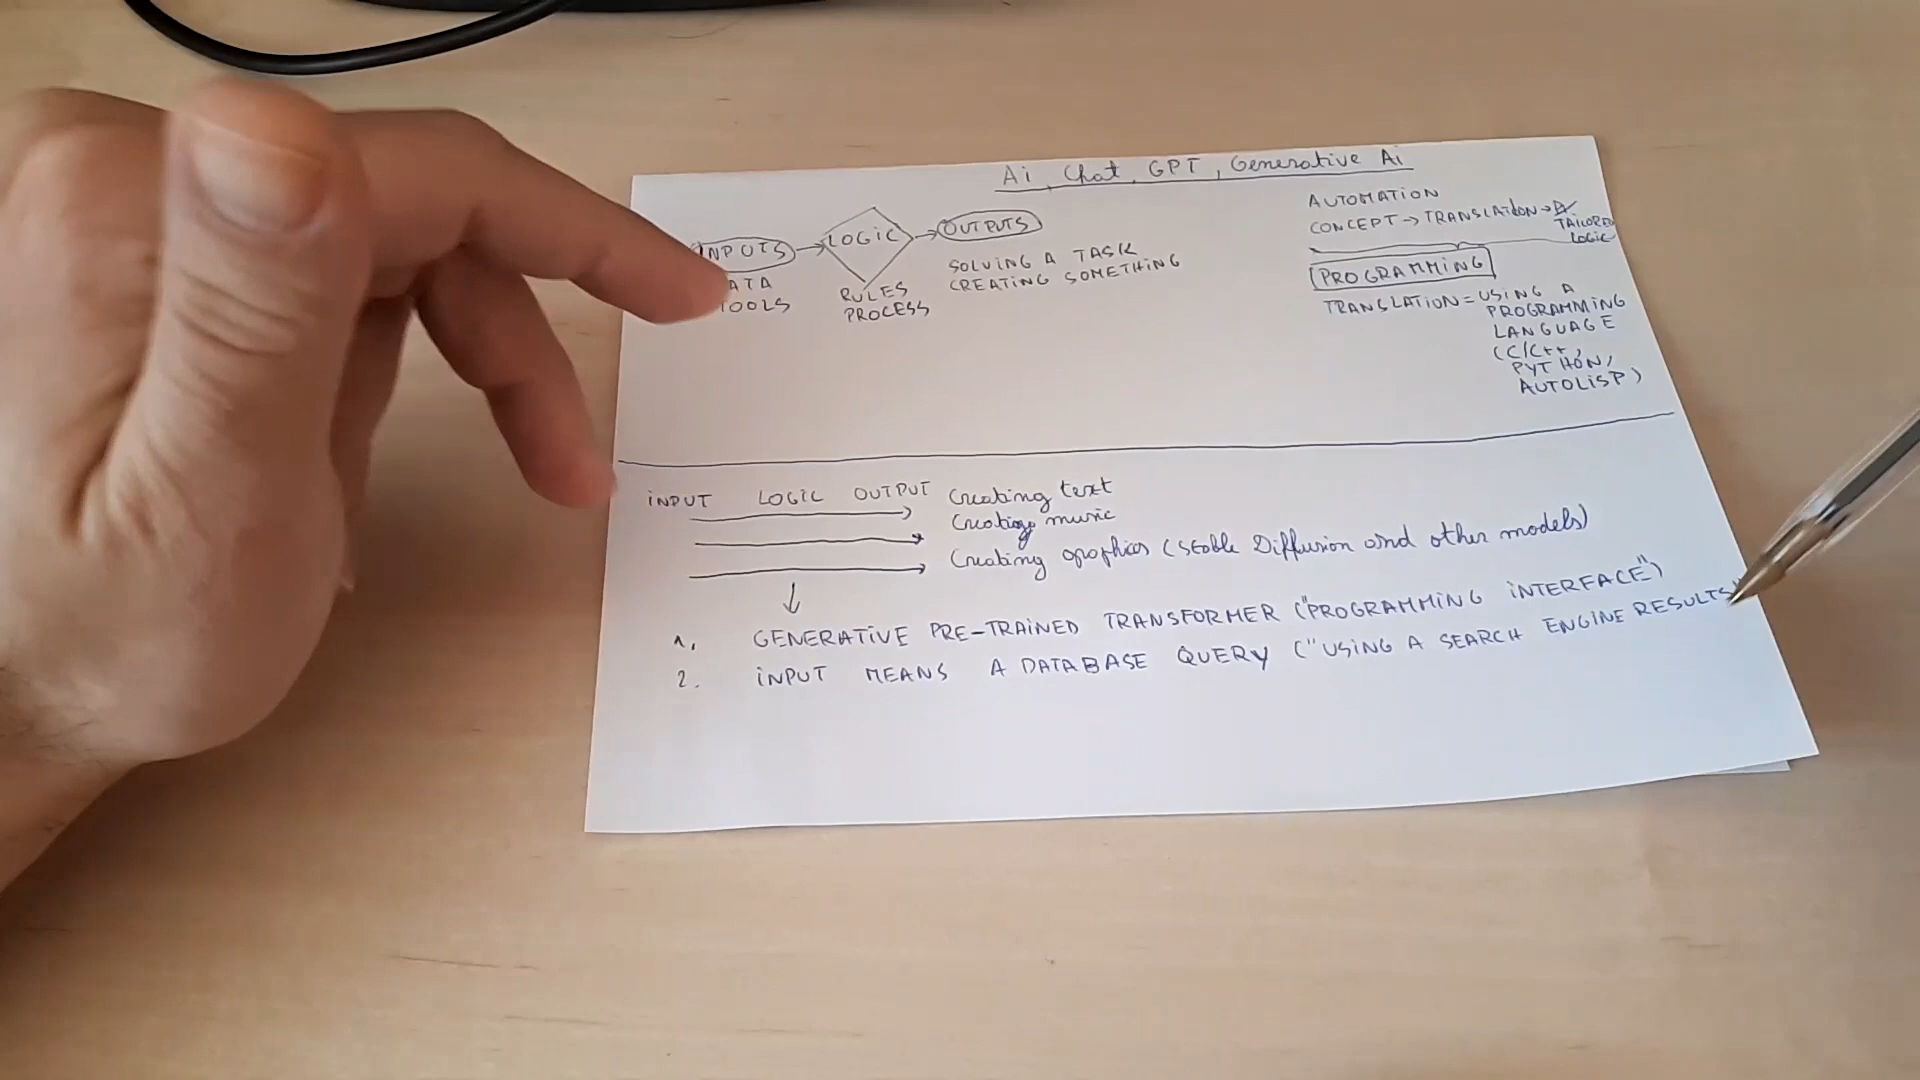 Ai, Chat, GPT, Generative Ai
INPUTS → LOGIC → OUTPUTS
DATA
TOOLS
RULES
PROCESS
SOLVING A TASK
CREATING SOMETHING
AUTOMATION
CONCEPT → TRANSLATION →
TAILORED
LOGIC
PROGRAMMING
TRANSLATION = USING A
PROGRAMMING
LANGUAGE
(C/C++,
PYTHON,
AUTOLISP)
INPUT LOGIC OUTPUT Creating text
Creating music
Creating graphics (Stable Diffusion and other models)
1. GENERATIVE PRE-TRAINED TRANSFORMER ("PROGRAMMING INTERFACE")
2. INPUT MEANS A DATABASE QUERY ("USING A SEARCH ENGINE RESULTS"